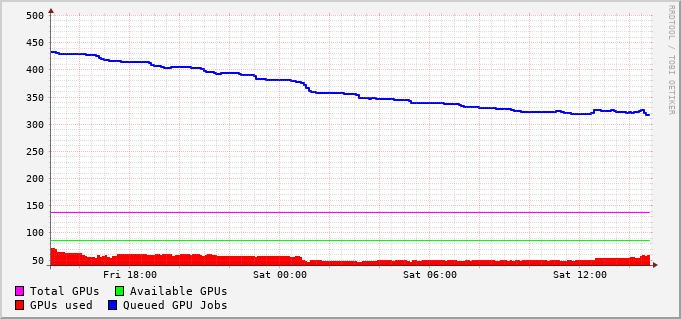 500
450
400
350
300
250
200
150
100
50
Fri 18:00 Sat 00:00 Sat 06:00 Sat 12:00
Total GPUs Available GPUs
GPUs used Queued GPU Jobs
RRDTOOL / TOBI OETIKER